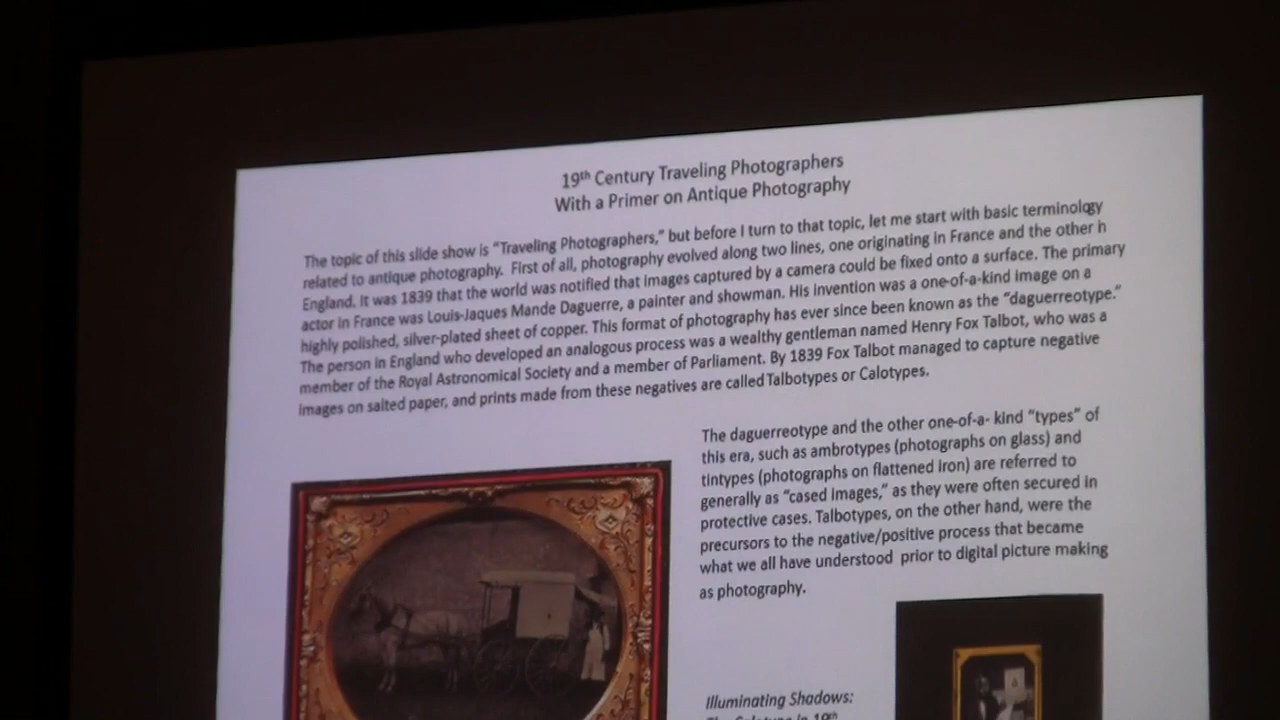 19th Century Traveling Photographers
With a Primer on Antique Photography
The topic of this slide show is “Traveling Photographers,” but before I turn to that topic, let me start with basic terminology
related to antique photography. First of all, photography evolved along two lines, one originating in France and the other h
England. It was 1839 that the world was notified that images captured by a camera could be fixed onto a surface. The primary
actor in France was Louis-Jaques Mande Daguerre, a painter and showman. His invention was a one-of-a-kind image on a
highly polished, silver-plated sheet of copper. This format of photography has ever since been known as the “daguerreotype.”
The person in England who developed an analogous process was a wealthy gentleman named Henry Fox Talbot, who was a
member of the Royal Astronomical Society and a member of Parliament. By 1839 Fox Talbot managed to capture negative
images on salted paper, and prints made from these negatives are called Talbotypes or Calotypes.
The daguerreotype and the other one-of-a- kind “types” of
this era, such as ambrotypes (photographs on glass) and
tintypes (photographs on flattened iron) are referred to
generally as “cased images,” as they were often secured in
protective cases. Talbotypes, on the other hand, were the
precursors to the negative/positive process that became
what we all have understood prior to digital picture making
as photography.
Illuminating Shadows:
The Calotype in 19th